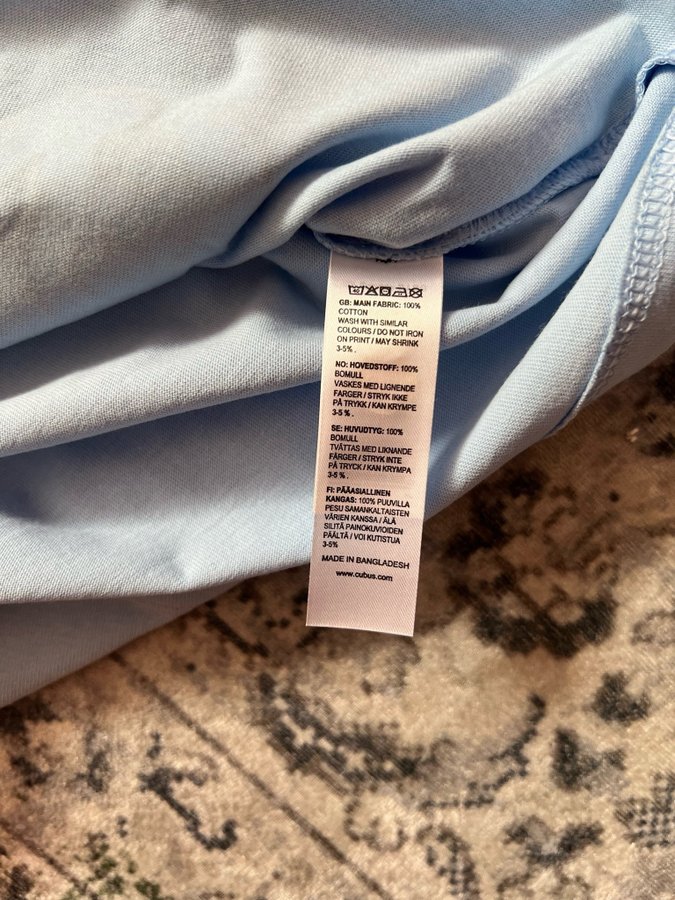 GB: MAIN FABRIC: 100%
COTTON
WASH WITH SIMILAR
COLOURS / DO NOT IRON
ON PRINT / MAY SHRINK
3-5% .
NO: HOVEDSTOFF: 100%
BOMULL
VASKES MED LIGNENDE
FARGER / STRYK IKKE
PÅ TRYKK / KAN KRYMPE
3-5 % .
SE: HUVUDTYG: 100%
BOMULL
TVÄTTAS MED LIKNANDE
FÄRGER / STRYK INTE
PÅ TRYCK / KAN KRYMPA
3-5 % .
FI: PÄÄASIALLINEN
KANGAS: 100% PUUVILLA
PESU SAMANKALTAISTEN
VÄRIEN KANSSA / ÄLÄ
SILITÄ PAINOKUVIOIDEN
PÄÄLTÄ / VOI KUTISTUA
3-5%
MADE IN BANGLADESH
www.cubus.com